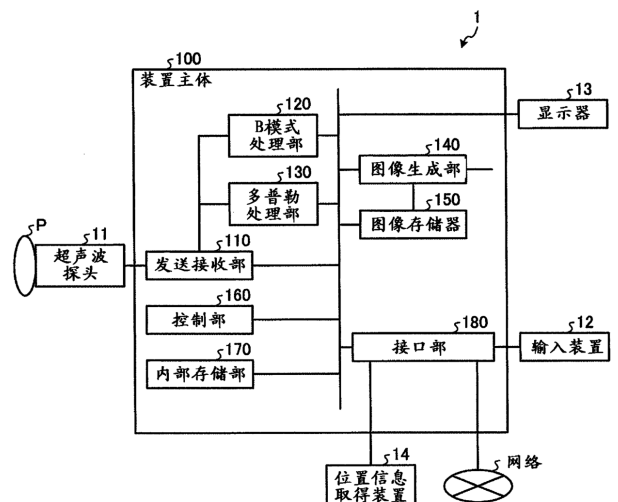 1
100
装置主体
120
B模式
处理部
13
显示器
140
图像生成部
130
多普勒
处理部
150
图像存储器
P
11
超声波
探头
110
发送接收部
160
控制部
180
接口部
12
输入装置
170
内部存储部
14
位置信息
取得装置
网络